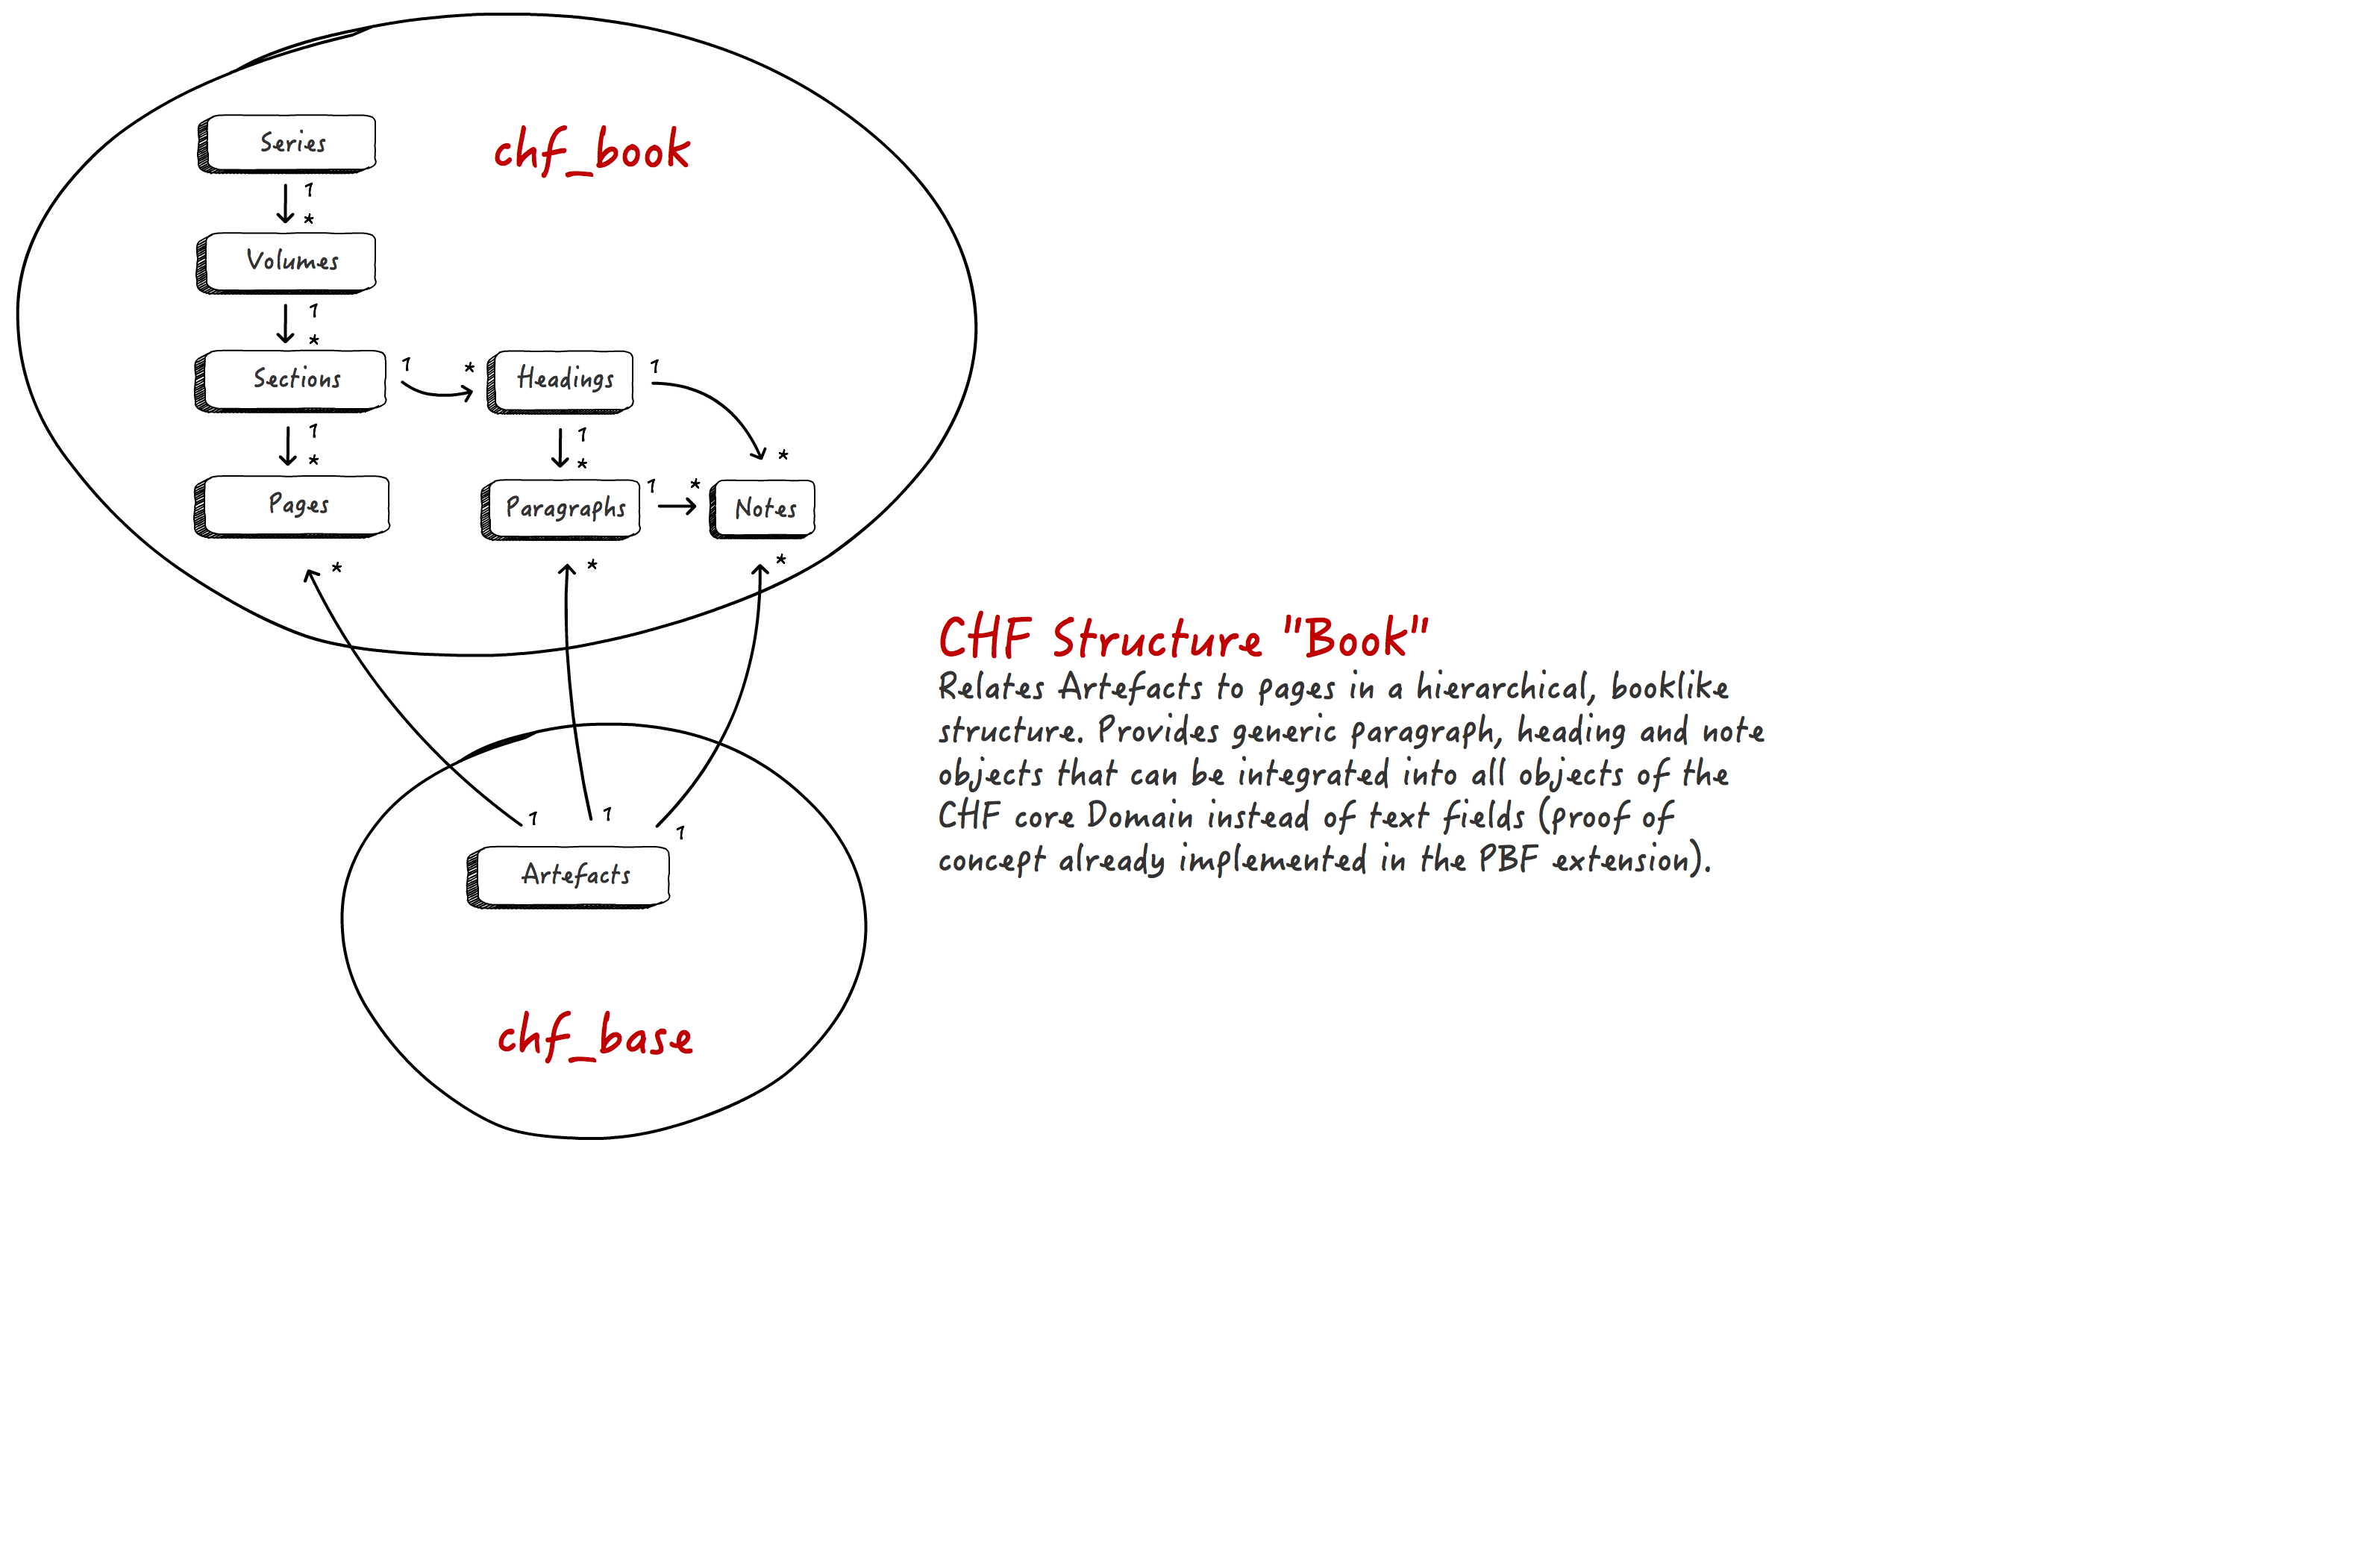 chf_book
Series
1
*
Volumes
1
*
Sections
1
*
Headings
1
*
1
*
Pages
1
*
Paragraphs
1
*
Notes
*
*
*
1
1
1
Artefacts
chf_base
CHF Structure "Book"
Relates Artefacts to pages in a hierarchical, booklike
structure. Provides generic paragraph, heading and note
objects that can be integrated into all objects of the
CHF core Domain instead of text fields (proof of
concept already implemented in the PBF extension).